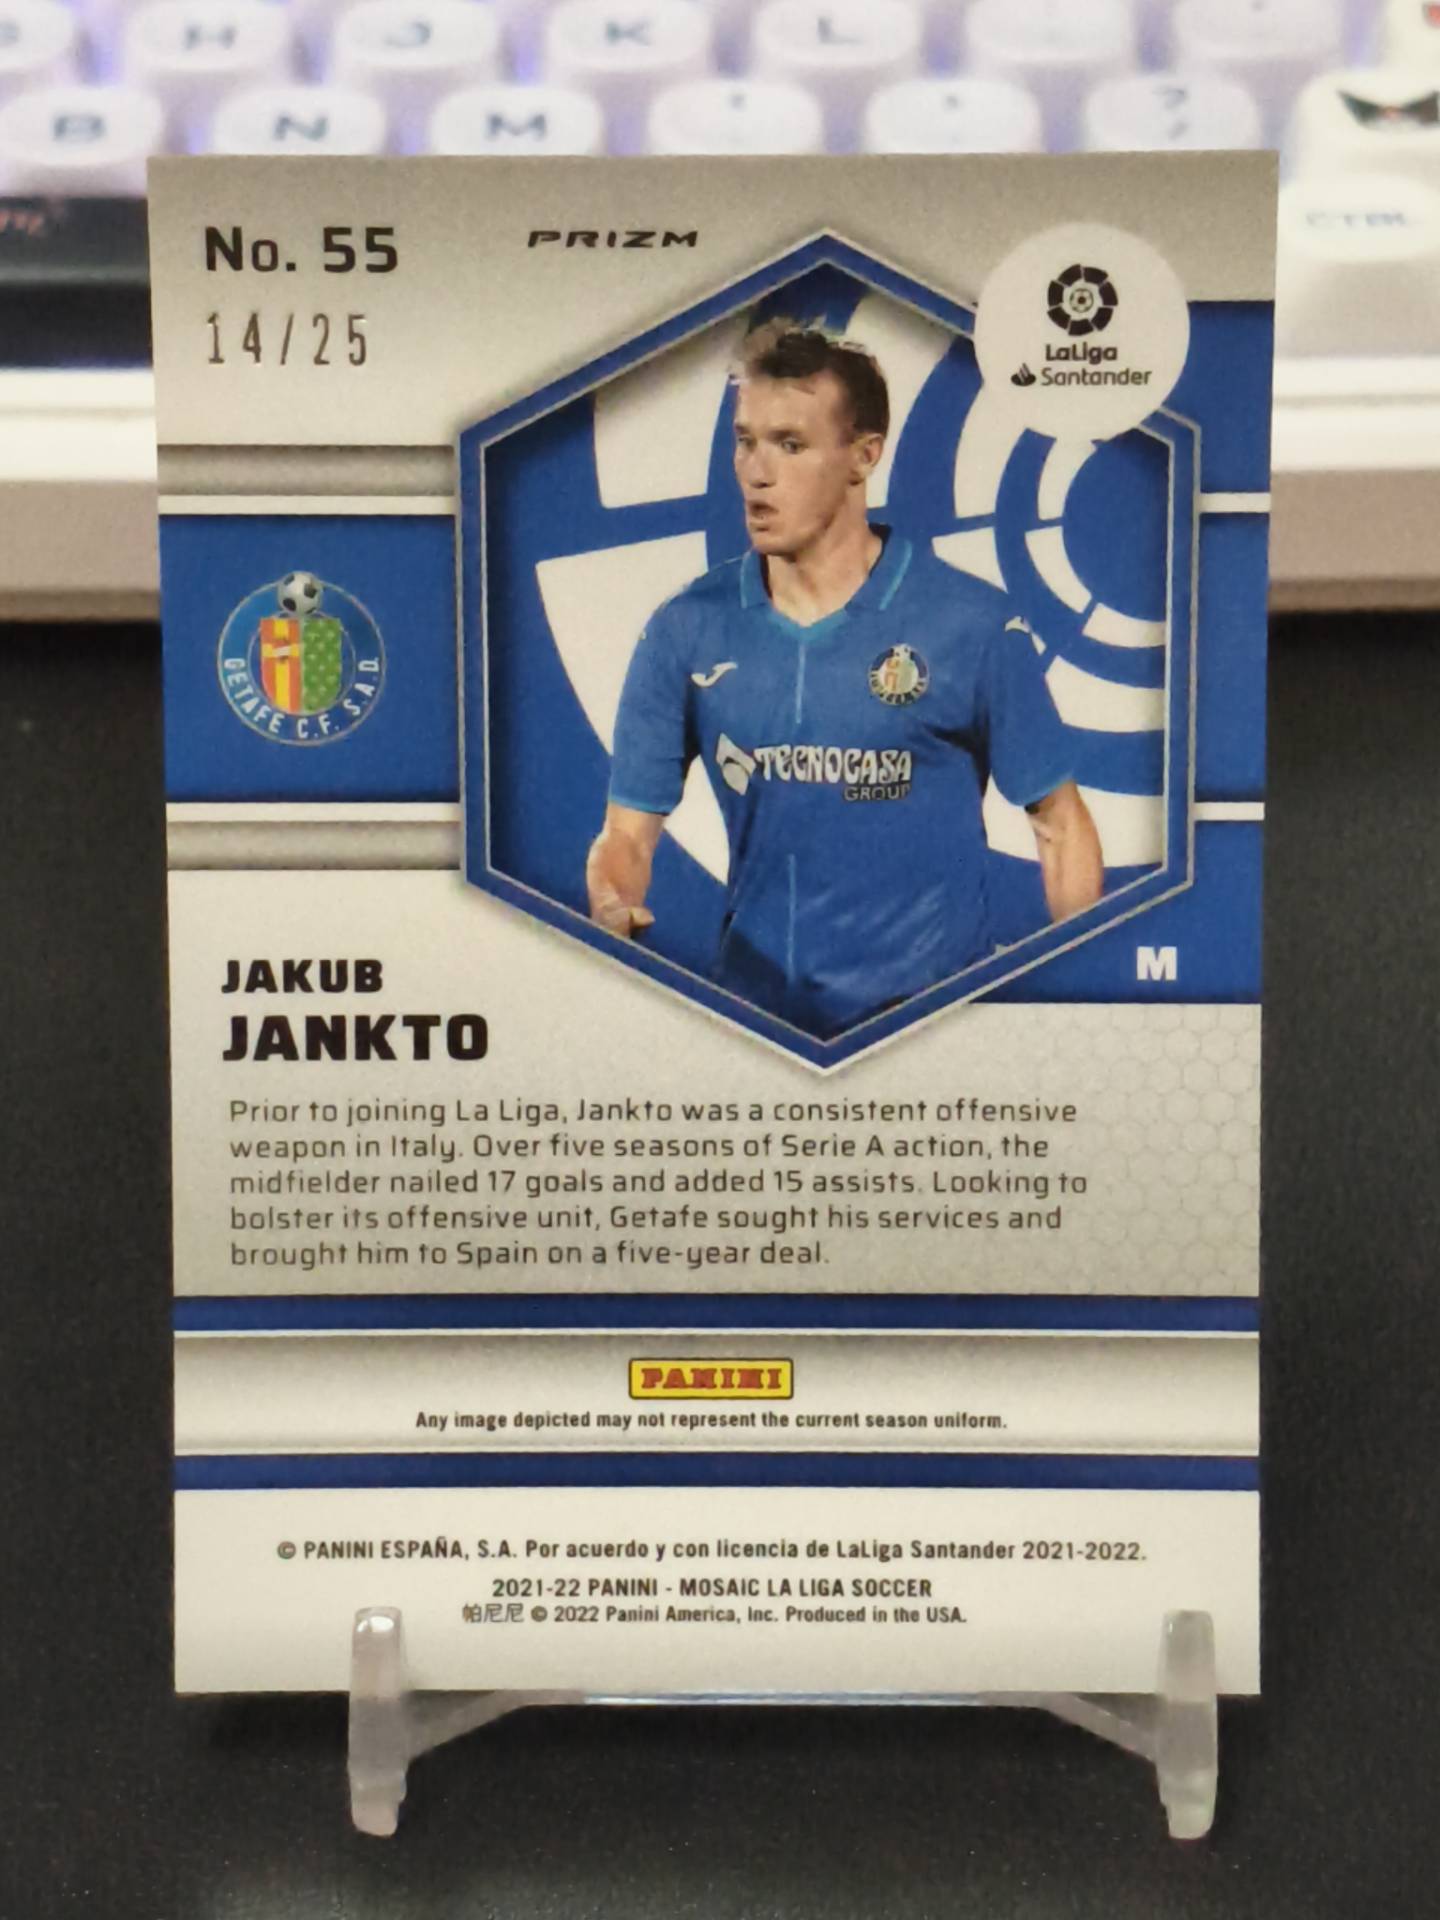 H J K L
B N M ?
CTRL
No. 55
PRIZM
14/25
LaLiga
Santander
GETAFE C.F. S.A.D.
TECNOCASA
GROUP
M
JAKUB
JANKTO
Prior to joining La Liga, Jankto was a consistent offensive
weapon in Italy. Over five seasons of Serie A action, the
midfielder nailed 17 goals and added 15 assists. Looking to
bolster its offensive unit, Getafe sought his services and
brought him to Spain on a five-year deal.
PANINI
Any image depicted may not represent the current season uniform.
© PANINI ESPAÑA, S.A. Por acuerdo y con licencia de LaLiga Santander 2021-2022.
2021-22 PANINI - MOSAIC LA LIGA SOCCER
帕尼尼 © 2022 Panini America, Inc. Produced in the USA.